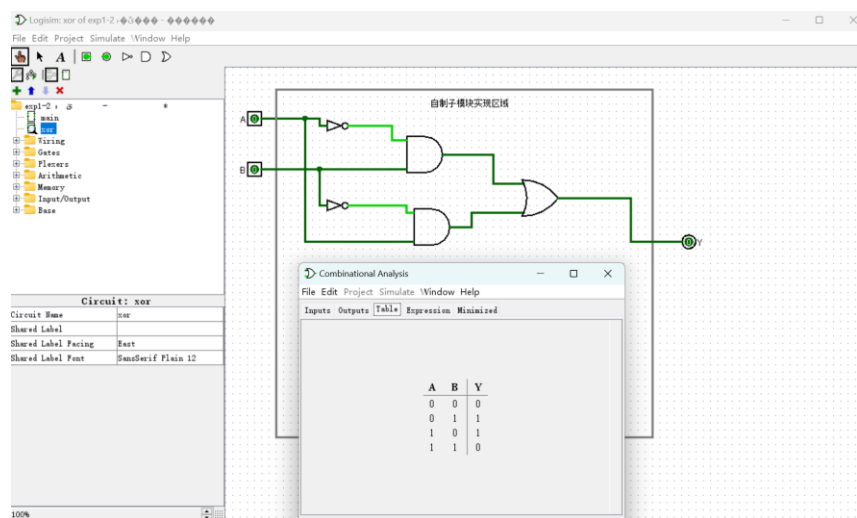 Logisim: xor of exp1-2
File Edit Project Simulate Window Help
A
exp1-2
main
xor
Wiring
Gates
Plexers
Arithmetic
Memory
Input/Output
Base
Circuit: xor
Circuit Name xor
Shared Label
Shared Label Facing East
Shared Label Font SansSerif Plain 12
100%
自制子模块实现区域
A 0
B 0
0 Y
Combinational Analysis
File Edit Project Simulate Window Help
Inputs Outputs Table Expression Minimized
A B Y
0 0 0
0 1 1
1 0 1
1 1 0